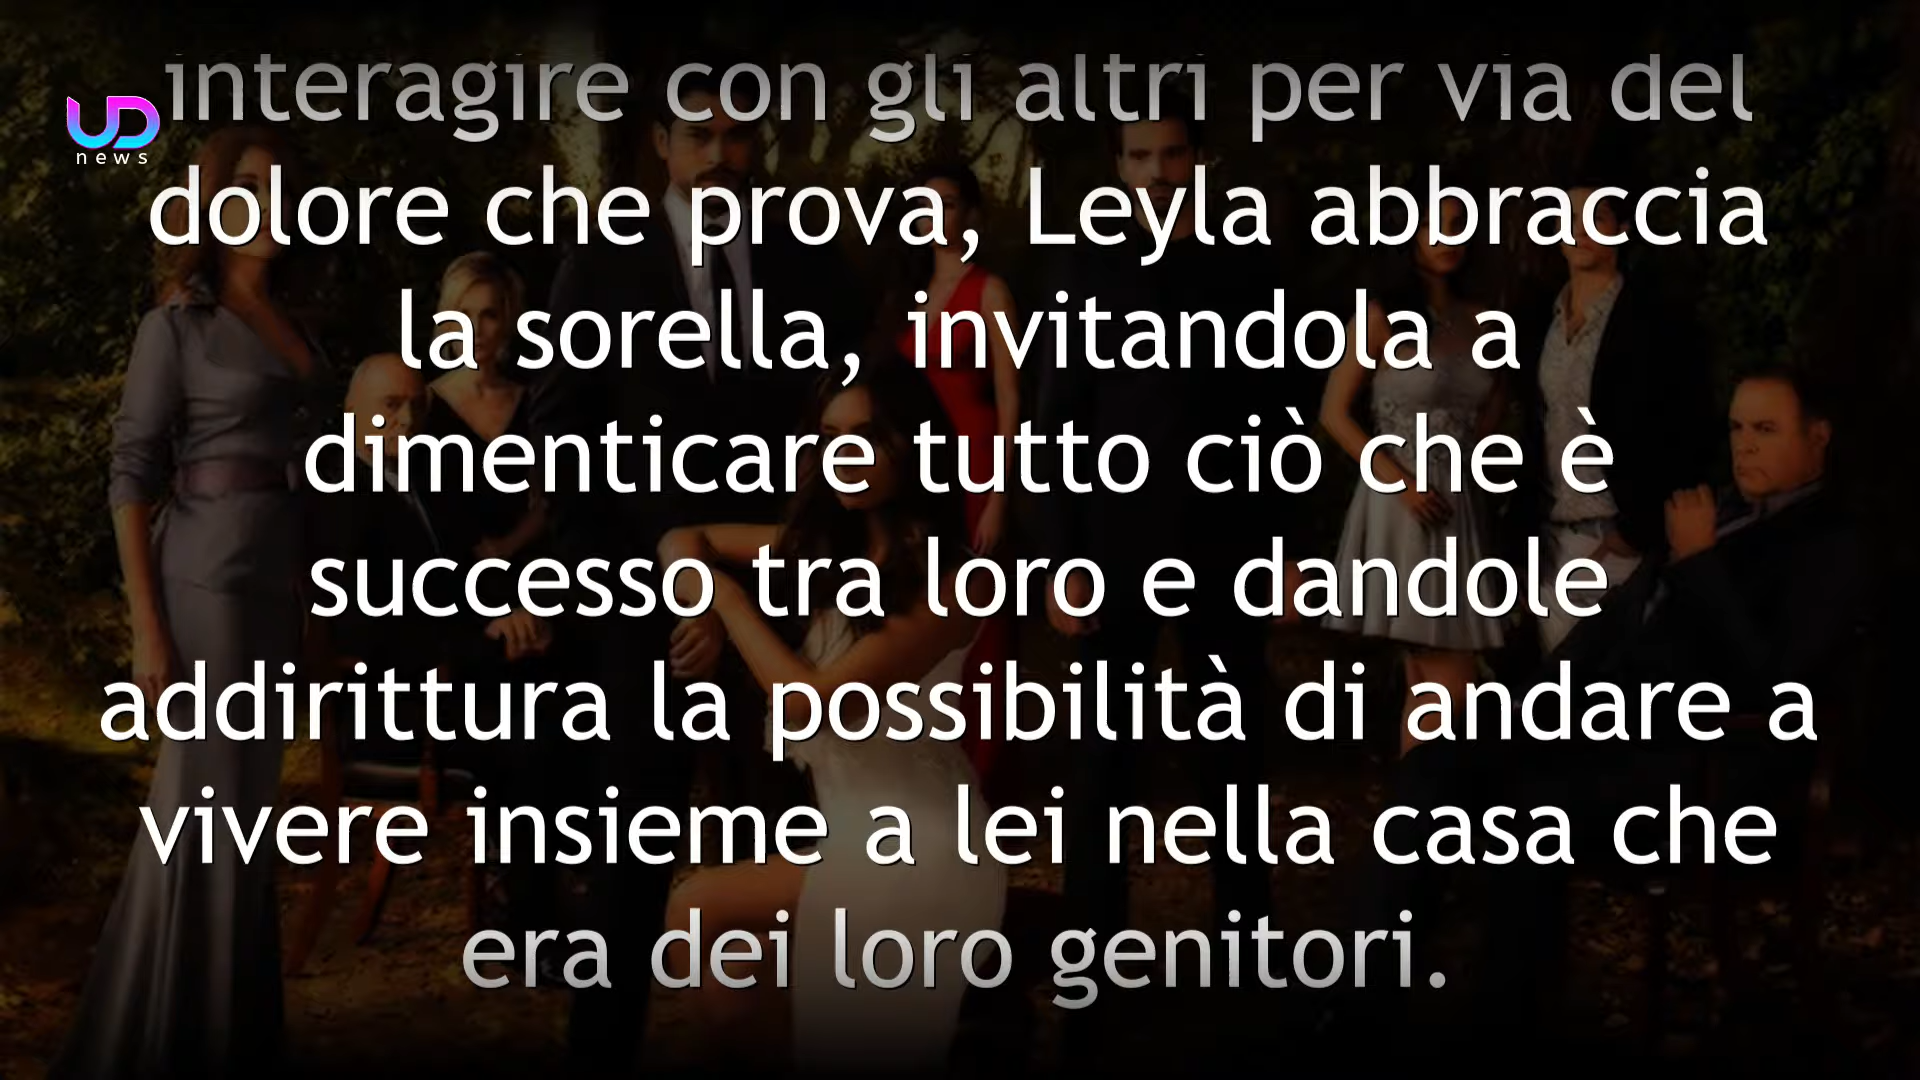 interagire con gli altri per via del
UD
news
dolore che prova, Leyla abbraccia
la sorella, invitandola a
dimenticare tutto ciò che è
successo tra loro e dandole
addirittura la possibilità di andare a
vivere insieme a lei nella casa che
era dei loro genitori.